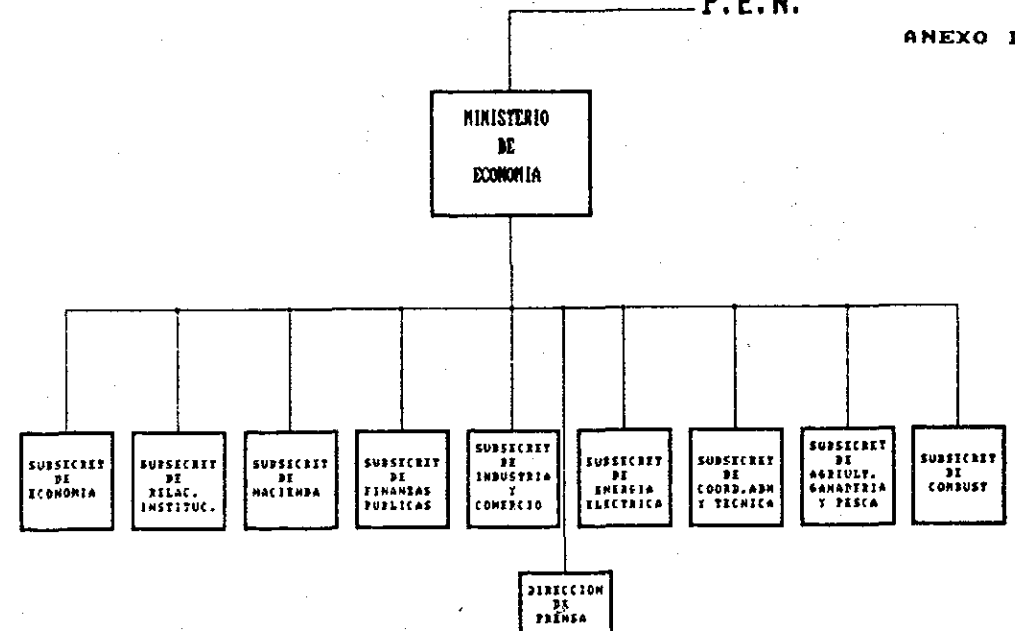 P.E.N.
ANEXO I
MINISTERIO
DE
ECONOMIA
SUBSECRET
DE
ECONOMIA
SUBSECRET
DE
RELAC.
INSTITUC.
SUBSECRET
DE
HACIENDA
SUBSECRET
DE
FINANZAS
PUBLICAS
SUBSECRET
DE
INDUSTRIA
Y
COMERCIO
SUBSECRET
DE
ENERGIA
ELECTRICA
SUBSECRET
DE
COORD.ADM
Y TECNICA
SUBSECRET
DE
AGRIULT.
GANADERIA
Y PESCA
SUBSECRET
DE
COMBUST
DIRECCION
DE
PRENSA